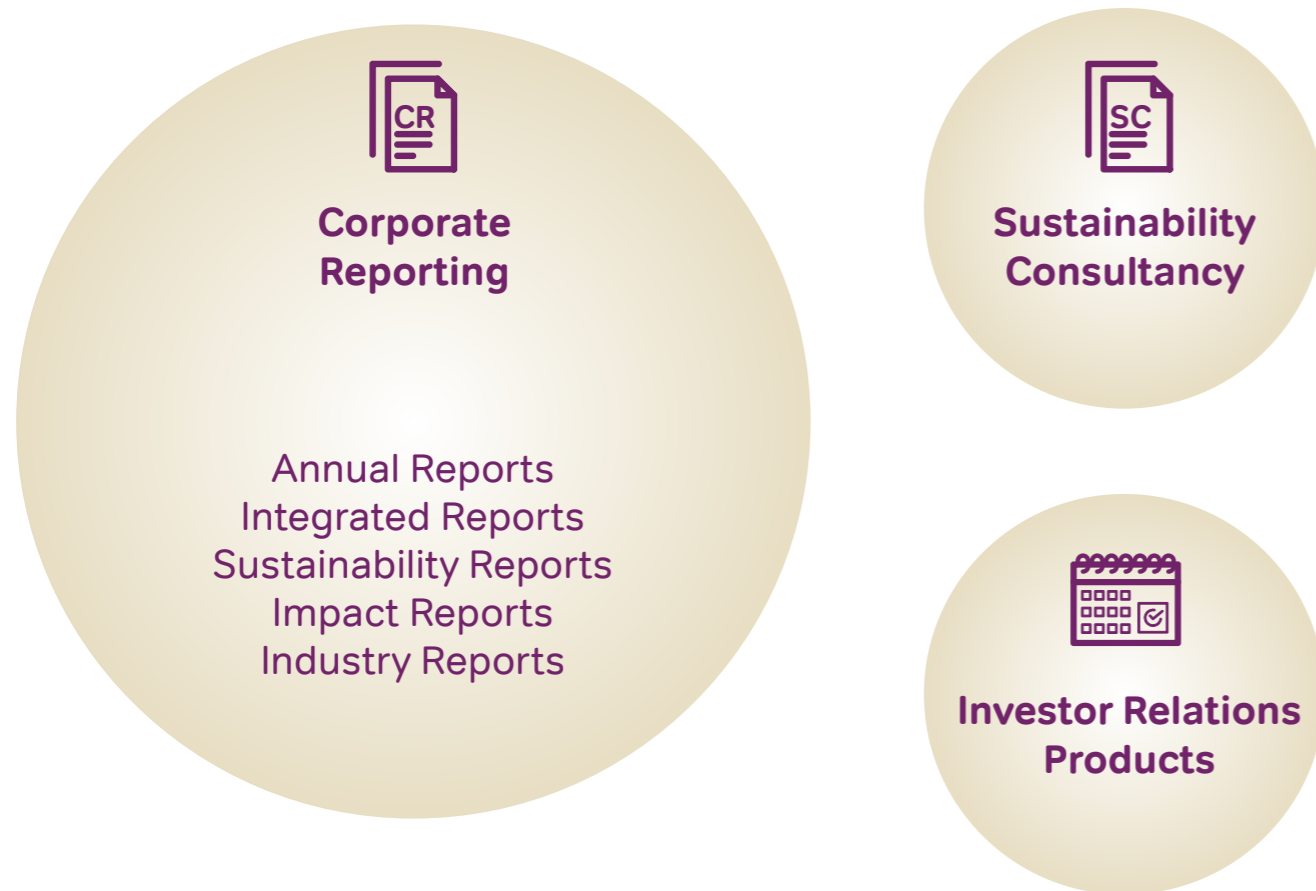 CR
Corporate
Reporting
Annual Reports
Integrated Reports
Sustainability Reports
Impact Reports
Industry Reports
SC
Sustainability
Consultancy
Investor Relations
Products